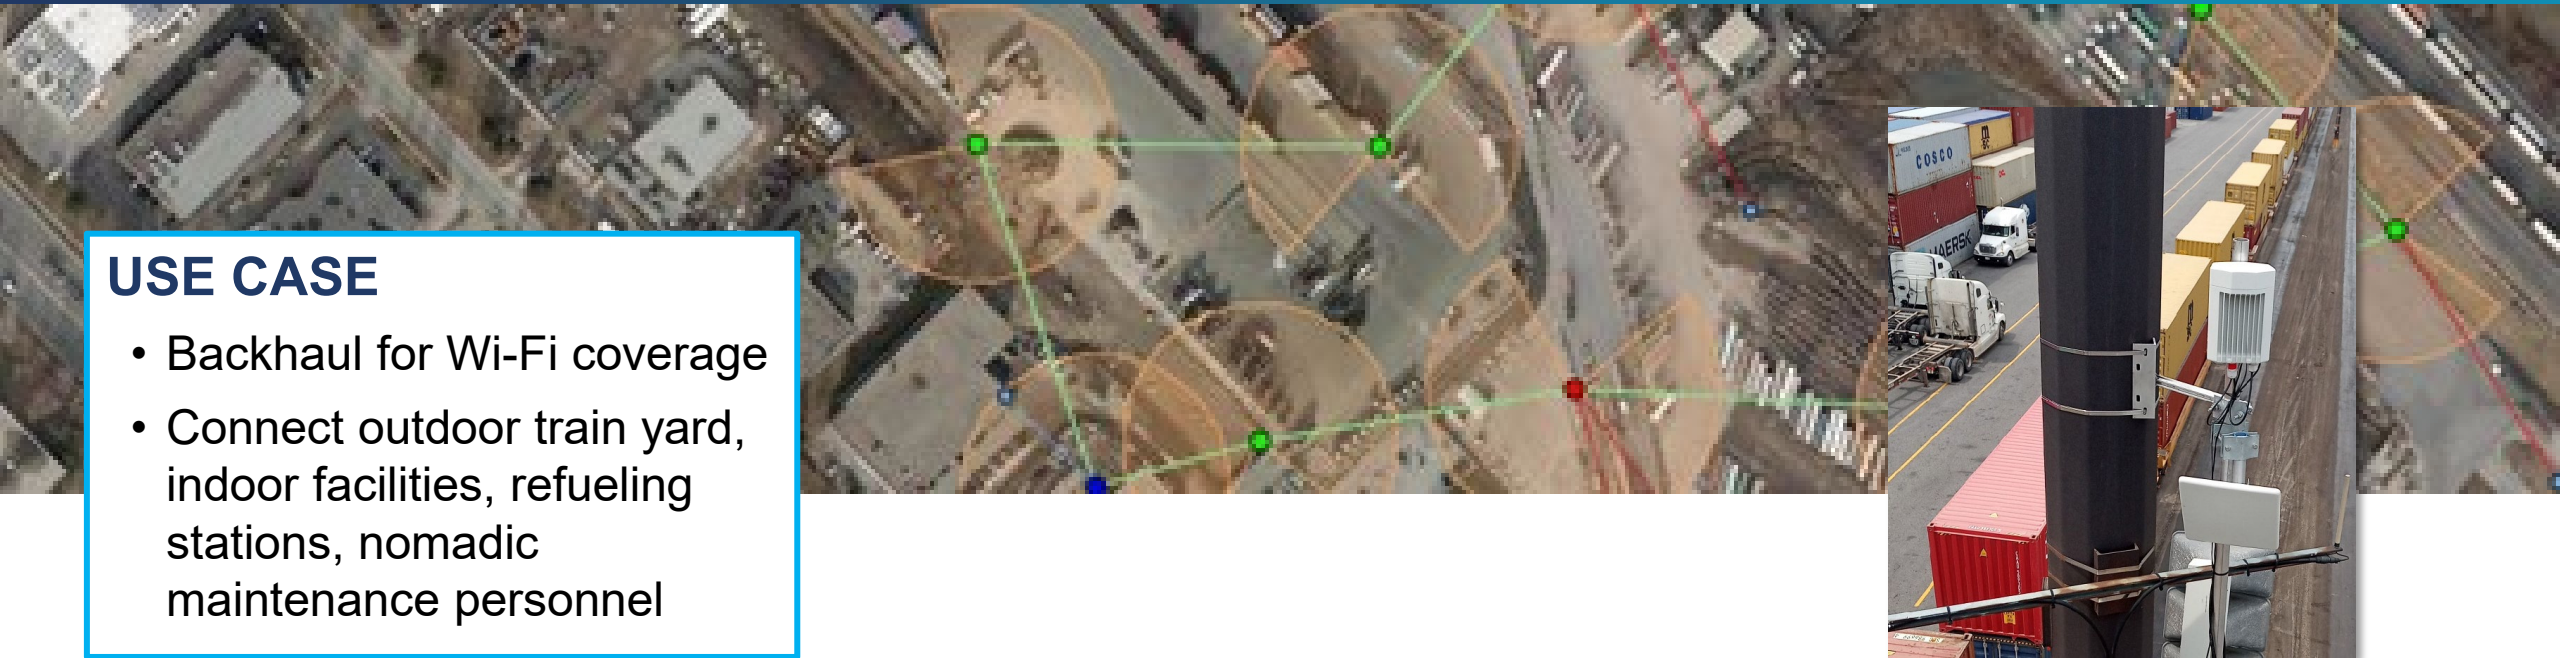 USE CASE
• Backhaul for Wi-Fi coverage
• Connect outdoor train yard,
indoor facilities, refueling
stations, nomadic
maintenance personnel
COSCO
MAERSK